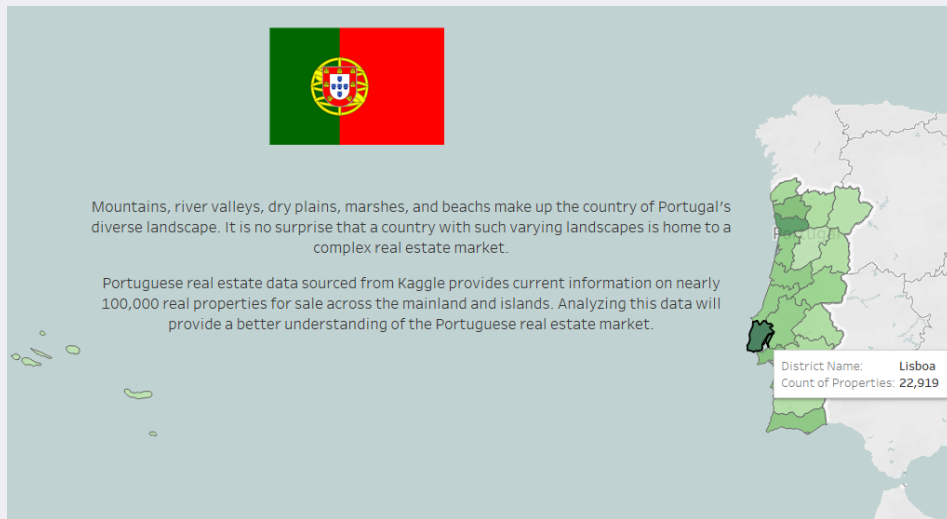 Mountains, river valleys, dry plains, marshes, and beachs make up the country of Portugal's
diverse landscape. It is no surprise that a country with such varying landscapes is home to a
complex real estate market.
Portuguese real estate data sourced from Kaggle provides current information on nearly
100,000 real properties for sale across the mainland and islands. Analyzing this data will
provide a better understanding of the Portuguese real estate market.
Portugal
District Name: Lisboa
Count of Properties: 22,919